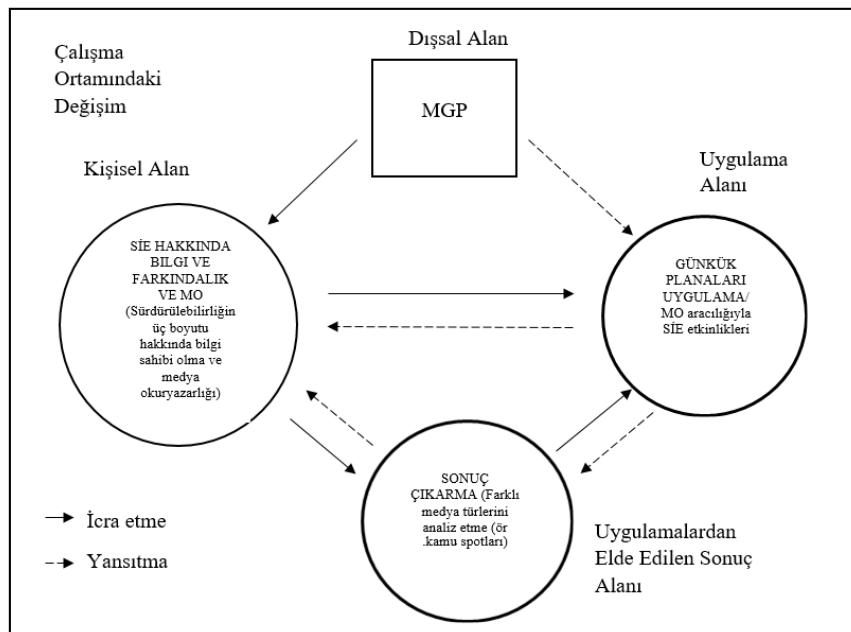 Çalışma
Ortamındaki
Değişim
Dışsal Alan
MGP
Kişisel Alan
Uygulama
Alanı
SİE HAKKINDA
BILGI VE
FARKINDALIK
VE MO
(Sürdürülebilirliğin
üç boyutu
hakkında bilgi
sahibi olma ve
medya
okuryazarlığı)
GÜNKÜK
PLANALARI
UYGULAMA/
MO aracılığıyla
SİE etkinlikleri
SONUÇ
ÇIKARMA (Farklı
medya türlerini
analiz etme (ör
.kamu spotları)
İcra etme
Yansıtma
Uygulamalardan
Elde Edilen Sonuç
Alanı